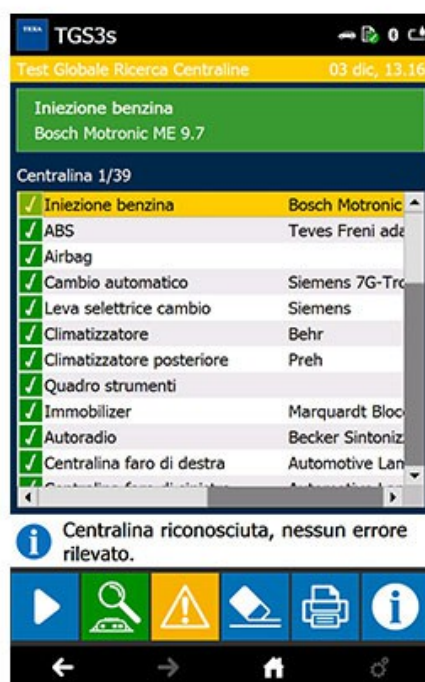 TEXA TGS3s 0
Test Globale Ricerca Centraline 03 dic, 13.16
Iniezione benzina
Bosch Motronic ME 9.7
Centralina 1/39
Iniezione benzina Bosch Motronic
ABS Teves Freni ada
Airbag
Cambio automatico Siemens 7G-Tro
Leva selettrice cambio Siemens
Climatizzatore Behr
Climatizzatore posteriore Preh
Quadro strumenti
Immobilizer Marquardt Bloc
Autoradio Becker Sintoniz
Centralina faro di destra Automotive Lam
Centralina riconosciuta, nessun errore
rilevato.